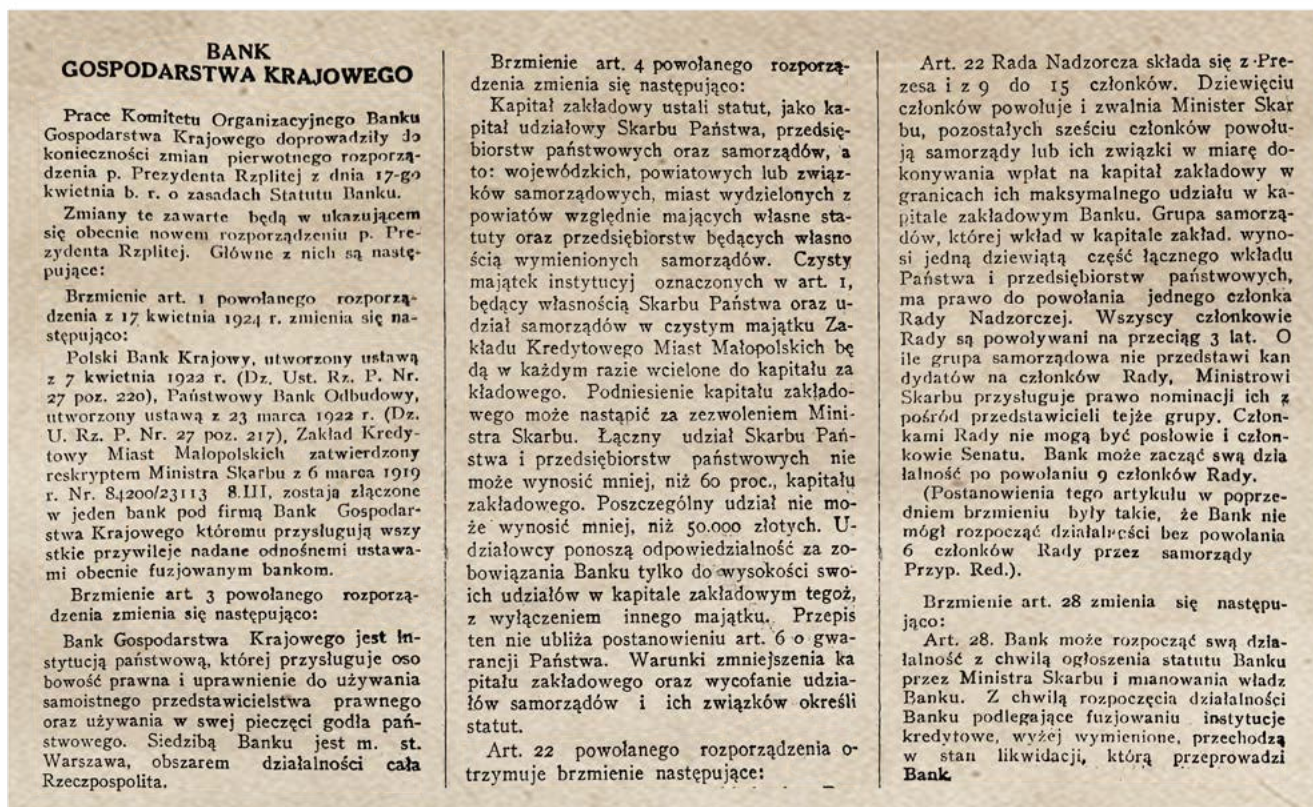 BANK
GOSPODARSTWA KRAJOWEGO
Prace Komitetu Organizacyjnego Banku
Gospodarstwa Krajowego doprowadziły do
konieczności zmian pierwotnego rozporzą-
dzenia p. Prezydenta Rzplitej z dnia 17-go
kwietnia b. r. o zasadach Statutu Banku.
Zmiany te zawarte będą w ukazującem
się obecnie nowem rozporządzeniu p. Pre-
zydenta Rzplitej. Główne z nich są nastę-
pujące:
Brzmienie art. 1 powołanego rozporzą-
dzenia z 17 kwietnia 1924 r. zmienia się na-
stępująco:
Polski Bank Krajowy, utworzony ustawą
z 7 kwietnia 1922 r. (Dz. Ust. Rz. P. Nr.
27 poz. 220), Państwowy Bank Odbudowy,
utworzony ustawą z 23 marca 1922 r. (Dz.
U. Rz. P. Nr. 27 poz. 217), Zakład Kredy-
towy Miast Małopolskich zatwierdzony
reskryptem Ministra Skarbu z 6 marca 1919
r. Nr. 84200/23113 8.III, zostają złączone
w jeden bank pod firmą Bank Gospodar-
stwa Krajowego któremu przysługują wszy
stkie przywileje nadane odnośnemi ustawa-
mi obecnie fuzjowanym bankom.
Brzmienie art. 3 powołanego rozporzą-
dzenia zmienia się następująco:
Bank Gospodarstwa Krajowego jest in-
stytucją państwową, której przysługuje oso
bowość prawna i uprawnienie do używania
samoistnego przedstawicielstwa prawnego
oraz używania w swej pieczęci godła pań-
stwowego. Siedzibą Banku jest m. st.
Warszawa, obszarem działalności cała
Rzeczpospolita.
Brzmienie art. 4 powołanego rozporzą-
dzenia zmienia się następująco:
Kapitał zakładowy ustali statut, jako ka-
pitał udziałowy Skarbu Państwa, przedsię-
biorstw państwowych oraz samorządów, a
to: wojewódzkich, powiatowych lub związ-
ków samorządowych, miast wydzielonych z
powiatów względnie mających własne sta-
tuty oraz przedsiębiorstw będących własno
ścią wymienionych samorządów. Czysty
majątek instytucyj oznaczonych w art. 1,
będący własnością Skarbu Państwa oraz u-
dział samorządów w czystym majątku Za-
kładu Kredytowego Miast Małopolskich bę
dą w każdym razie wcielone do kapitału za
kładowego. Podniesienie kapitału zakłado-
wego może nastąpić za zezwoleniem Mini-
stra Skarbu. Łączny udział Skarbu Pań-
stwa i przedsiębiorstw państwowych nie
może wynosić mniej, niż 60 proc., kapitału
zakładowego. Poszczególny udział nie mo-
że wynosić mniej, niż 50.000 złotych. U-
działowcy ponoszą odpowiedzialność za zo-
bowiązania Banku tylko do wysokości swo-
ich udziałów w kapitale zakładowym tegoż,
z wyłączeniem innego majątku. Przepis
ten nie ubliża postanowieniu art. 6 o gwa-
rancji Państwa. Warunki zmniejszenia ka
pitału zakładowego oraz wycofanie udzia-
łów samorządów i ich związków określi
statut.
Art. 22 powołanego rozporządzenia o-
trzymuje brzmienie następujące:
Art. 22 Rada Nadzorcza składa się z Pre-
zesa i z 9 do 15 członków. Dziewięciu
członków powołuje i zwalnia Minister Skar
bu, pozostałych sześciu członków powołu-
ją samorządy lub ich związki w miarę do-
konywania wpłat na kapitał zakładowy w
granicach ich maksymalnego udziału w ka-
pitale zakładowym Banku. Grupa samorzą-
dów, której wkład w kapitale zakład. wyno-
si jedną dziewiątą część łącznego wkładu
Państwa i przedsiębiorstw państwowych,
ma prawo do powołania jednego członka
Rady Nadzorczej. Wszyscy członkowie
Rady są powoływani na przeciąg 3 lat. O
ile grupa samorządowa nie przedstawi kan
dydatów na członków Rady, Ministrowi
Skarbu przysługuje prawo nominacji ich z
pośród przedstawicieli tejże grupy. Człon-
kami Rady nie mogą być posłowie i człon-
kowie Senatu. Bank może zacząć swą dzia
łalność po powołaniu 9 członków Rady.
(Postanowienia tego artykułu w poprze-
dniem brzmieniu były takie, że Bank nie
mógł rozpocząć działalności bez powołania
6 członków Rady przez samorządy
Przyp. Red.).
Brzmienie art. 28 zmienia się następu-
jąco:
Art. 28. Bank może rozpocząć swą dzia-
łalność z chwilą ogłoszenia statutu Banku
przez Ministra Skarbu i mianowania władz
Banku. Z chwilą rozpoczęcia działalności
Banku podlegające fuzjowaniu instytucje
kredytowe, wyżej wymienione, przechodzą
w stan likwidacji, którą przeprowadzi
Bank